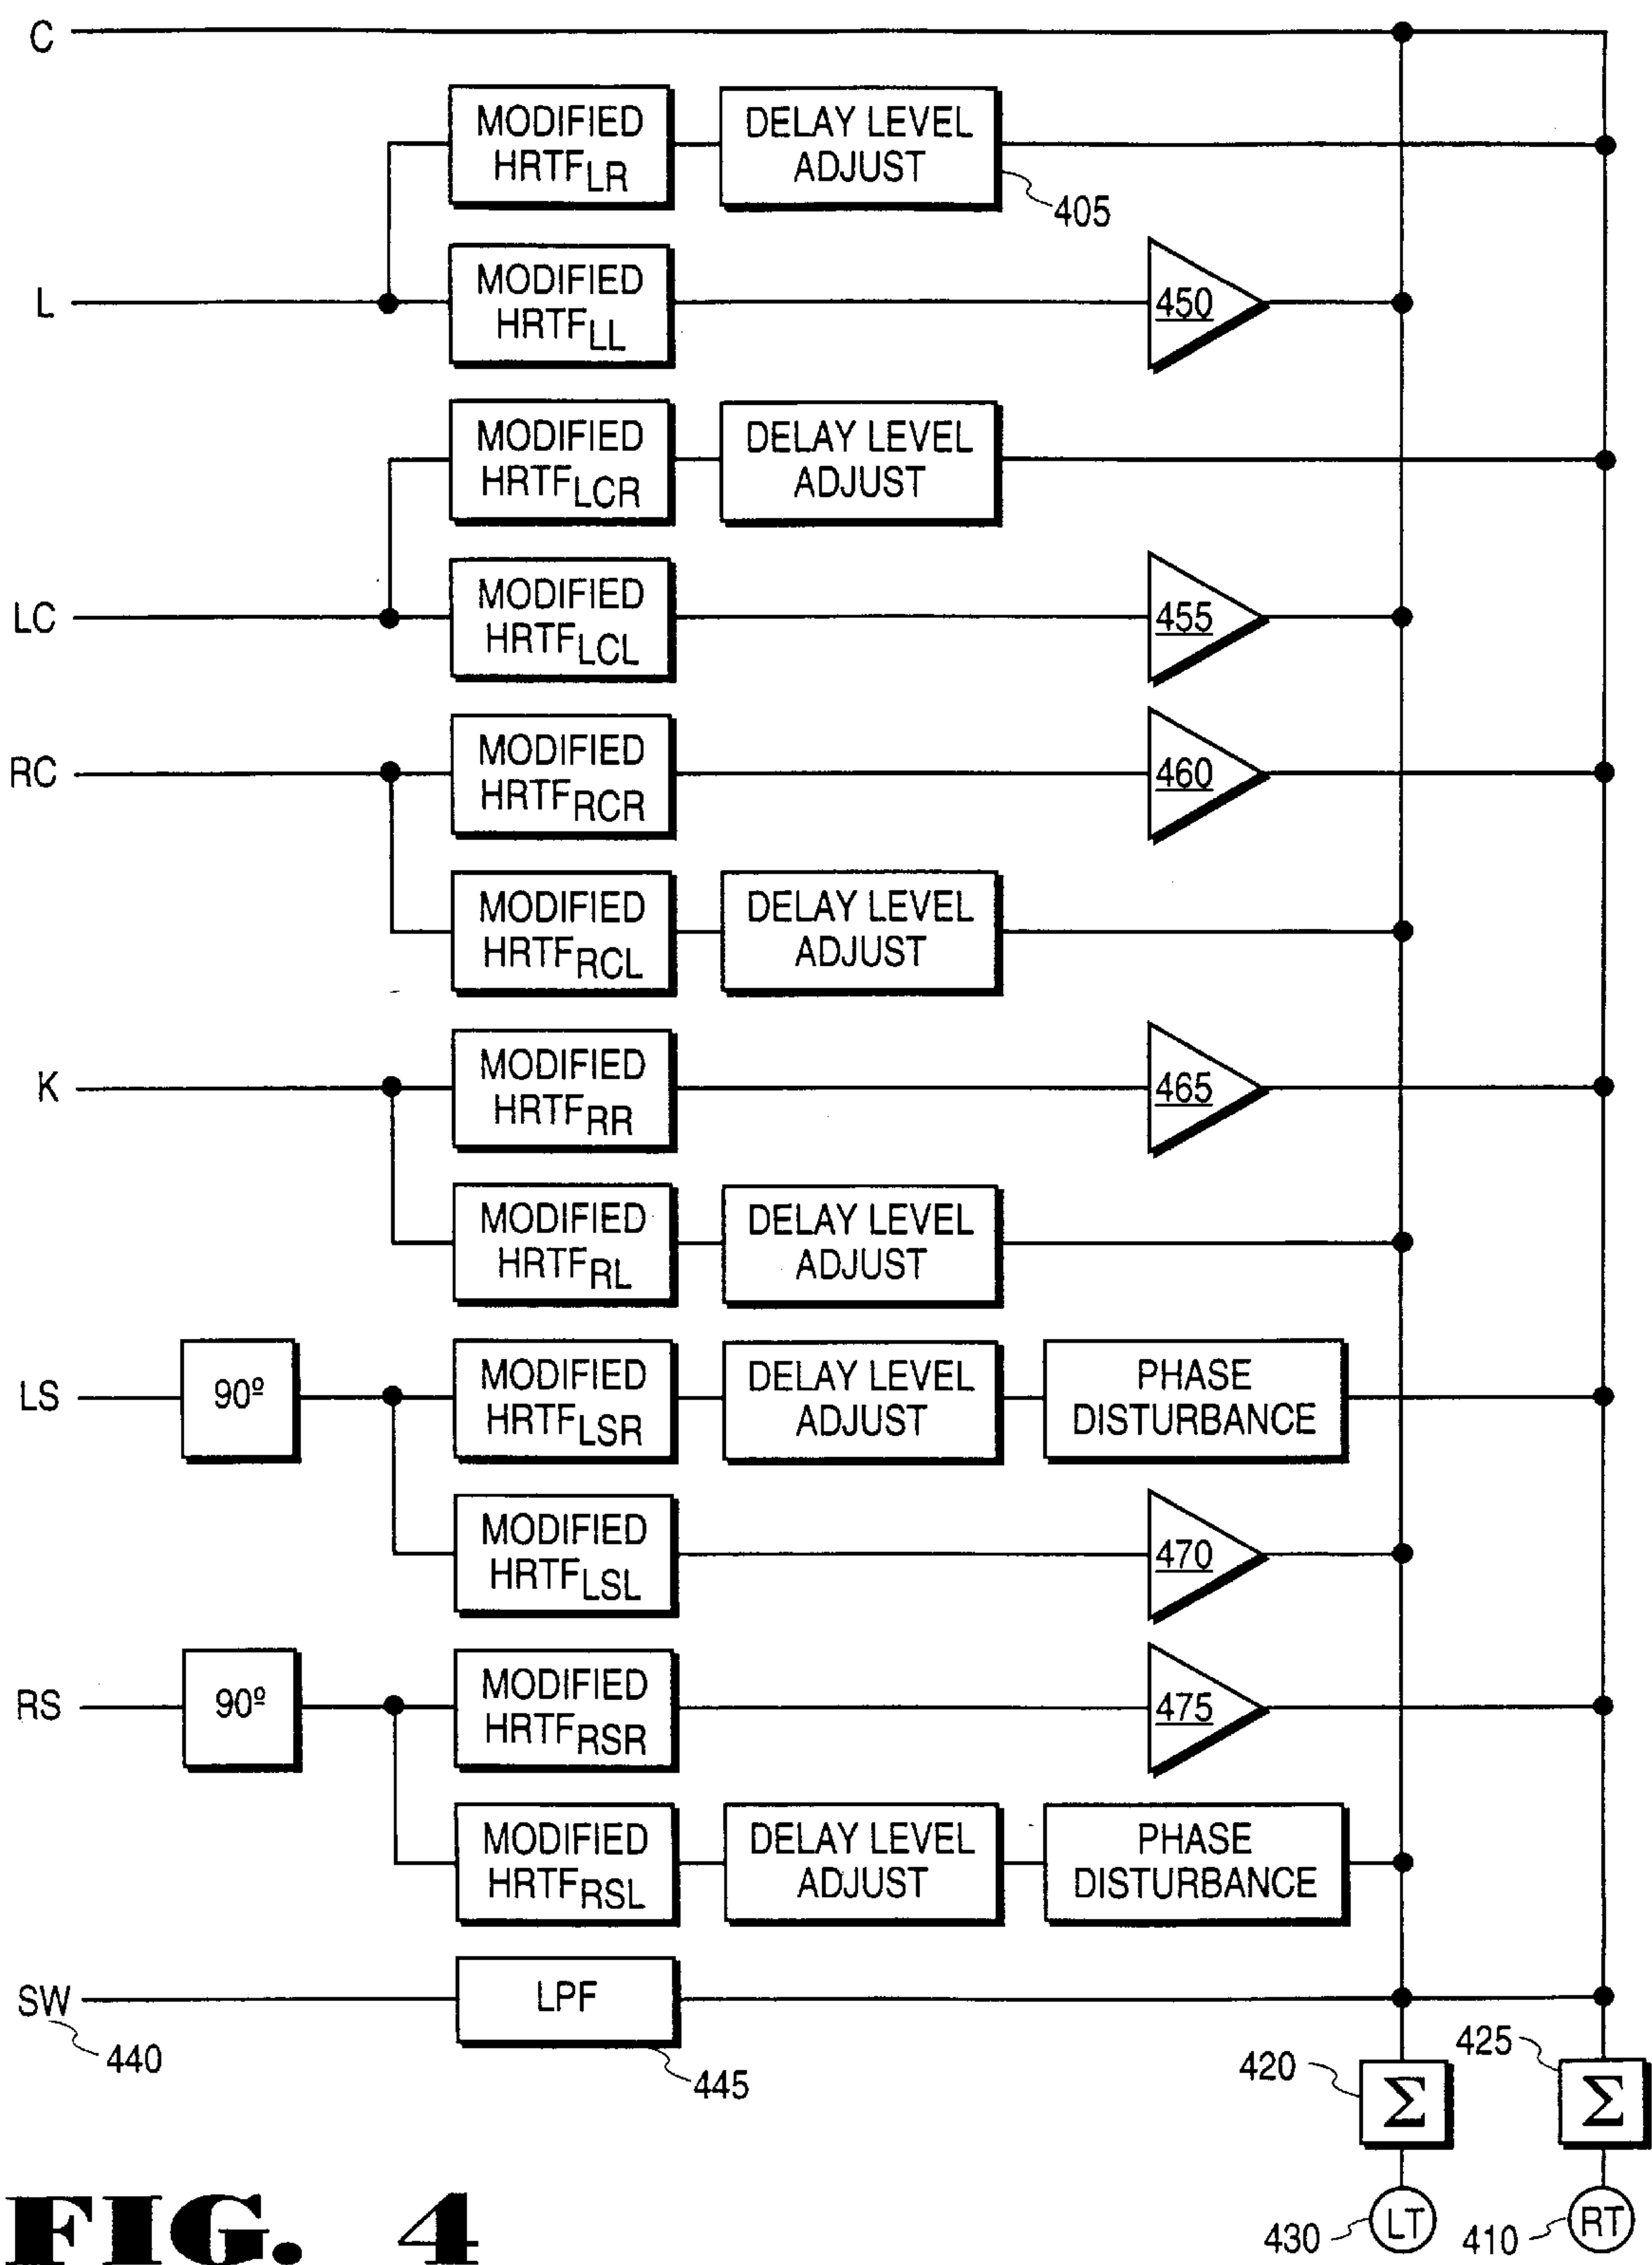 C
MODIFIED
HRTFLR
DELAY LEVEL
ADJUST
405
L
MODIFIED
HRTFLL
450
MODIFIED
HRTFLCR
DELAY LEVEL
ADJUST
LC
MODIFIED
HRTFLCL
455
RC
MODIFIED
HRTFRCR
460
MODIFIED
HRTFRCL
DELAY LEVEL
ADJUST
K
MODIFIED
HRTFRR
465
MODIFIED
HRTFRL
DELAY LEVEL
ADJUST
LS
90º
MODIFIED
HRTFLSR
DELAY LEVEL
ADJUST
PHASE
DISTURBANCE
MODIFIED
HRTFLSL
470
RS
90º
MODIFIED
HRTFRSR
475
MODIFIED
HRTFRSL
DELAY LEVEL
ADJUST
PHASE
DISTURBANCE
SW
440
LPF
445
420
Σ
425
Σ
430
LT
410
RT
FIG. 4